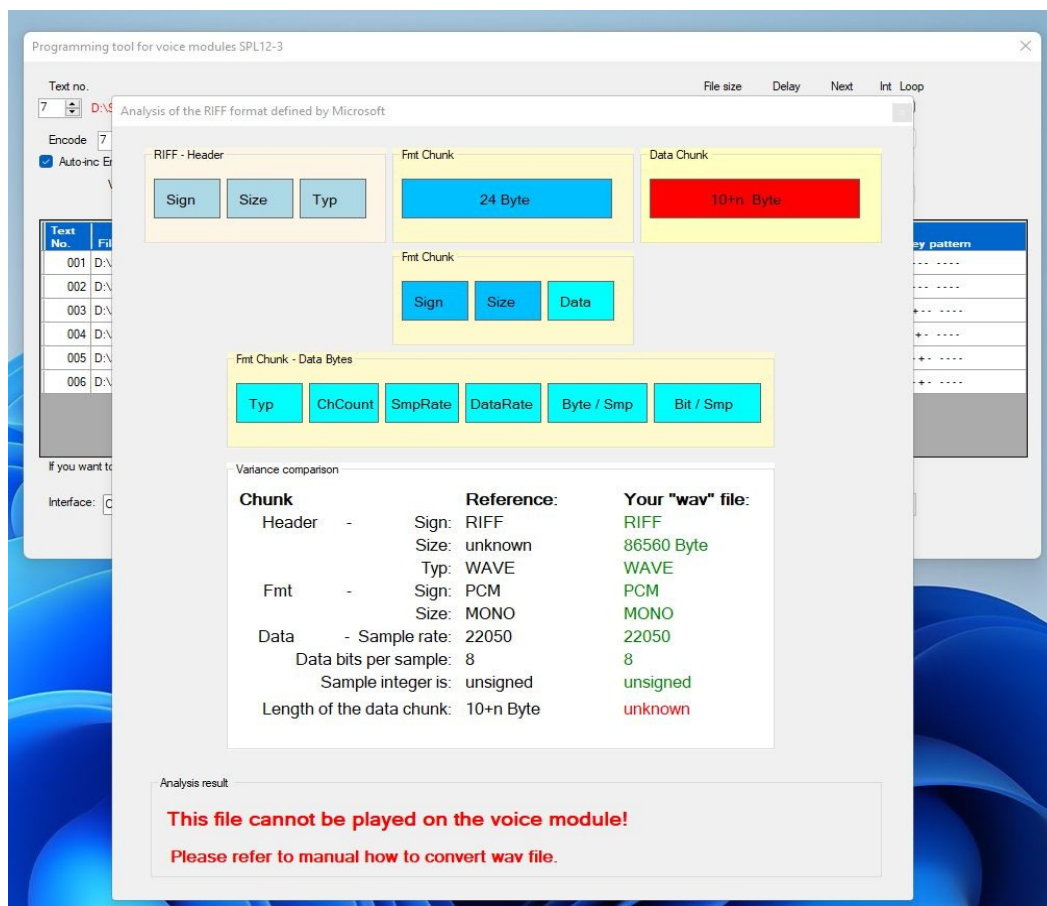 Programming tool for voice modules SPL12-3
Text no. File size Delay Next Int Loop
7 D:\S
Analysis of the RIFF format defined by Microsoft
Encode 7
Auto-inc En
RIFF - Header Fmt Chunk Data Chunk
Sign Size Typ 24 Byte 10+n Byte
Text No. Fil ey pattern
Fmt Chunk
001 D:\ -- ----
002 D:\ -- ----
Sign Size Data
003 D:\ +-- ----
004 D:\ +- ----
005 D:\ -+- ----
006 D:\ -+- ----
Fmt Chunk - Data Bytes
Typ ChCount SmpRate DataRate Byte / Smp Bit / Smp
If you want to
Interface:
Variance comparison
Chunk Reference: Your "wav" file:
Header - Sign: RIFF RIFF
Size: unknown 86560 Byte
Typ: WAVE WAVE
Fmt - Sign: PCM PCM
Size: MONO MONO
Data - Sample rate: 22050 22050
Data bits per sample: 8 8
Sample integer is: unsigned unsigned
Length of the data chunk: 10+n Byte unknown
Analysis result
This file cannot be played on the voice module!
Please refer to manual how to convert wav file.